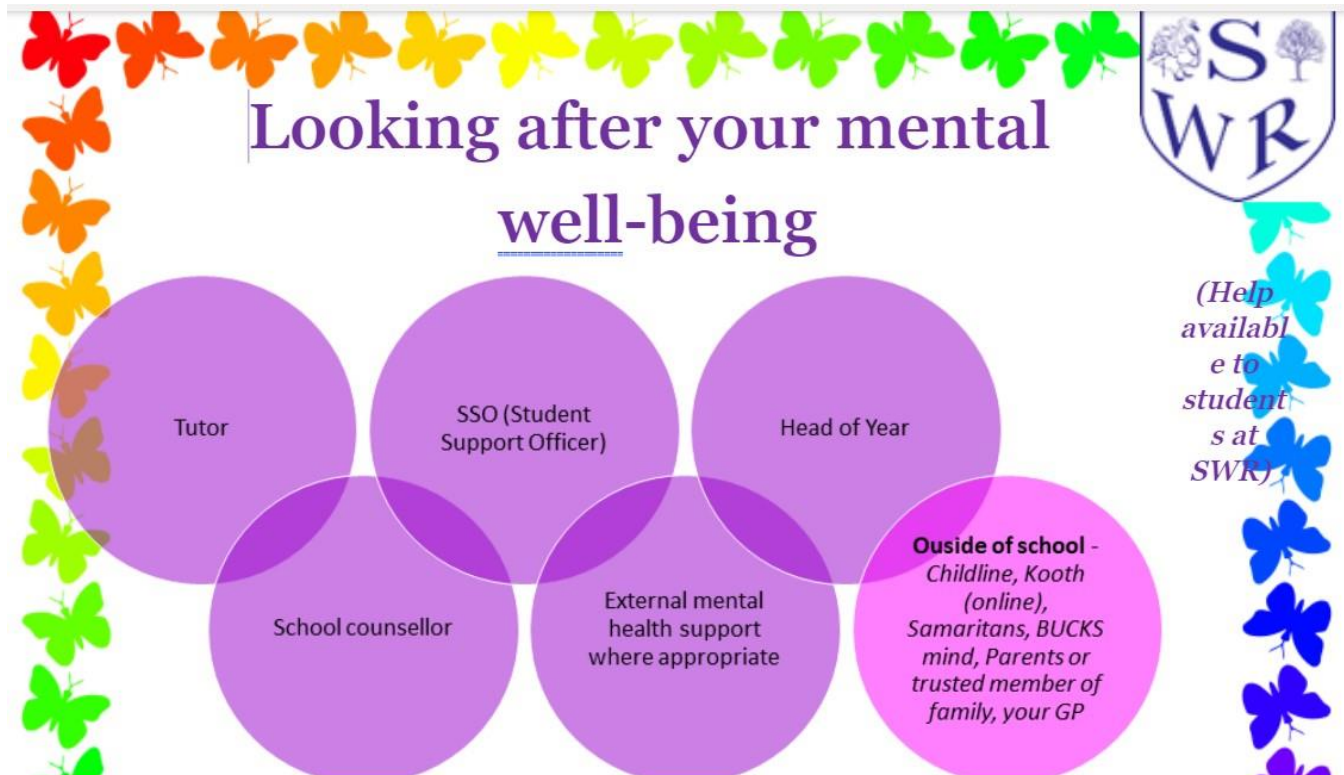 S
W R
Looking after your mental
well-being
(Help
availabl
e to
student
s at
SWR)
Tutor
SSO (Student
Support Officer)
Head of Year
School counsellor
External mental
health support
where appropriate
Ouside of school -
Childline, Kooth
(online),
Samaritans, BUCKS
mind, Parents or
trusted member of
family, your GP